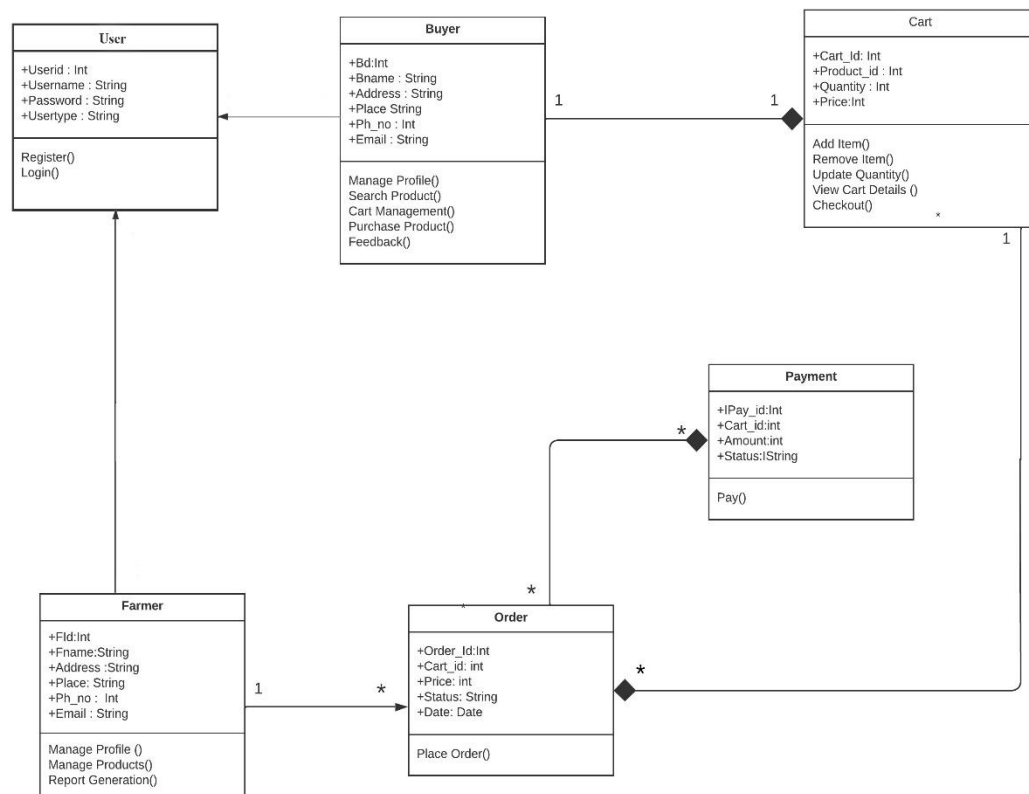 User
+Userid : Int
+Username : String
+Password : String
+Usertype : String
Register()
Login()
Buyer
+Bd:Int
+Bname : String
+Address : String
+Place String
+Ph_no : Int
+Email : String
Manage Profile()
Search Product()
Cart Management()
Purchase Product()
Feedback()
1
1
Cart
+Cart_Id: Int
+Product_id : Int
+Quantity : Int
+Price:Int
Add Item()
Remove Item()
Update Quantity()
View Cart Details ()
Checkout()
*
1
Payment
+IPay_id:Int
+Cart_id:int
+Amount:int
+Status:IString
Pay()
*
*
Farmer
+FId:Int
+Fname:String
+Address :String
+Place: String
+Ph_no : Int
+Email : String
Manage Profile ()
Manage Products()
Report Generation()
1
*
*
Order
+Order_Id:Int
+Cart_id: int
+Price: int
+Status: String
+Date: Date
Place Order()
*